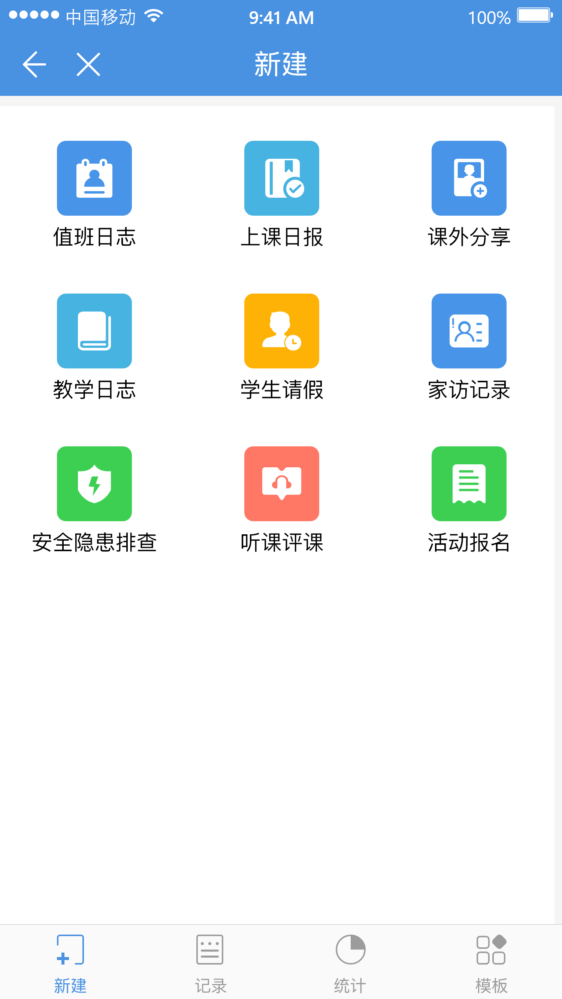 中国移动 9:41 AM 100%
新建
值班日志 上课日报 课外分享
教学日志 学生请假 家访记录
安全隐患排查 听课评课 活动报名
新建 记录 统计 模板